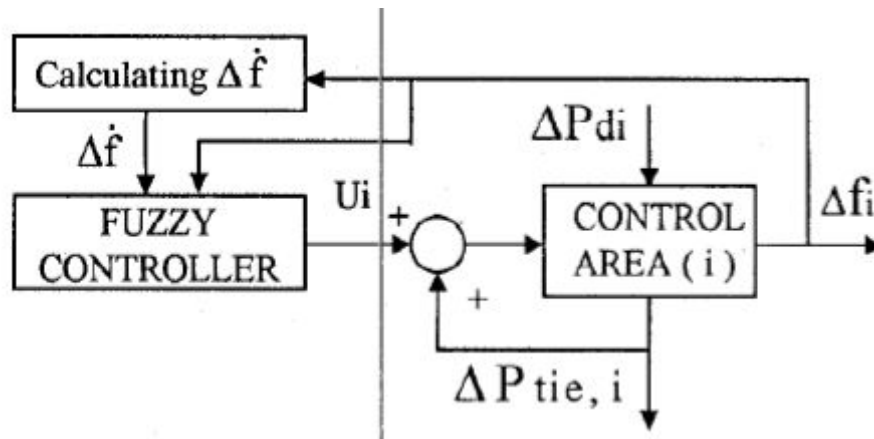 Calculating Δḟ
Δḟ
FUZZY
CONTROLLER
Ui
+
+
ΔPdi
CONTROL
AREA ( i )
Δfi
ΔP tie, i